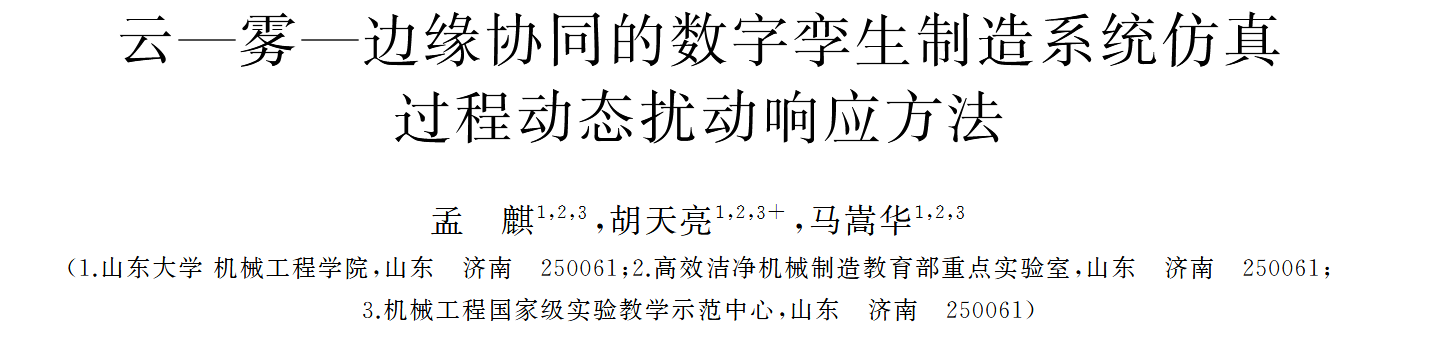 云—雾—边缘协同的数字孪生制造系统仿真
过程动态扰动响应方法
孟　麒1,2,3,胡天亮1,2,3+,马嵩华1,2,3
(1.山东大学 机械工程学院,山东　济南　250061;2.高效洁净机械制造教育部重点实验室,山东　济南　250061;
3.机械工程国家级实验教学示范中心,山东　济南　250061)